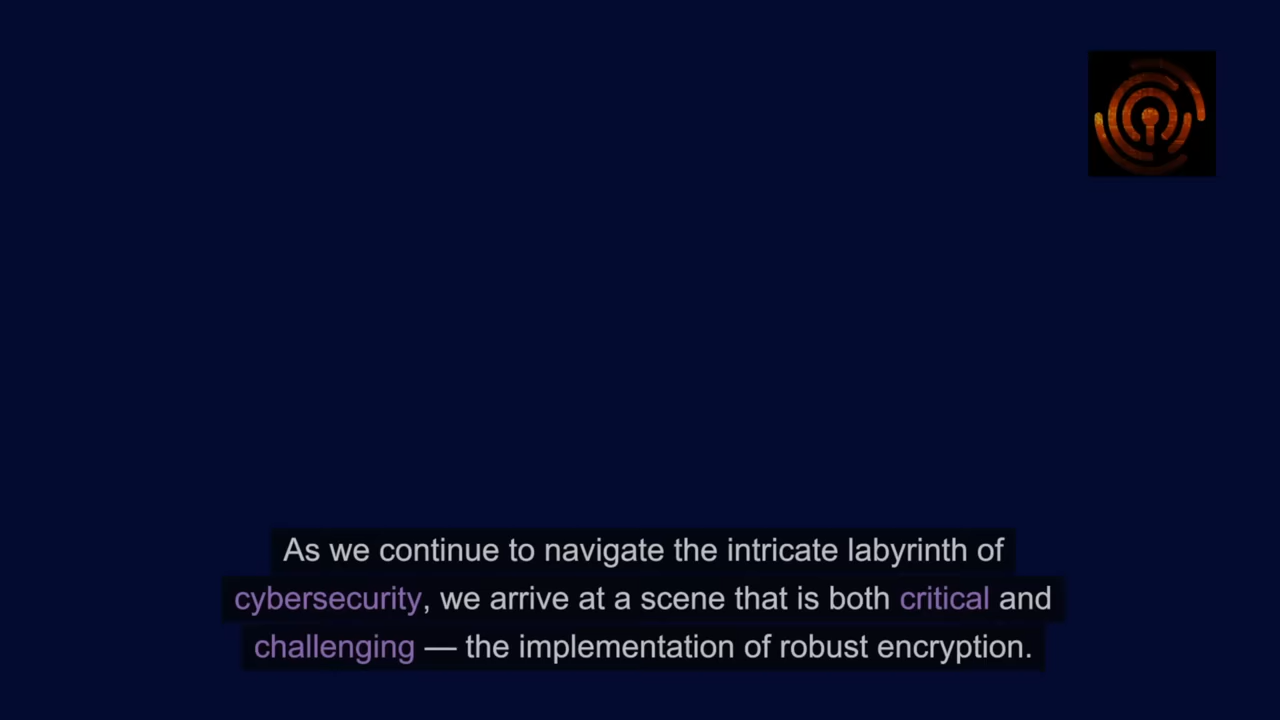 As we continue to navigate the intricate labyrinth of
cybersecurity, we arrive at a scene that is both critical and
challenging — the implementation of robust encryption.